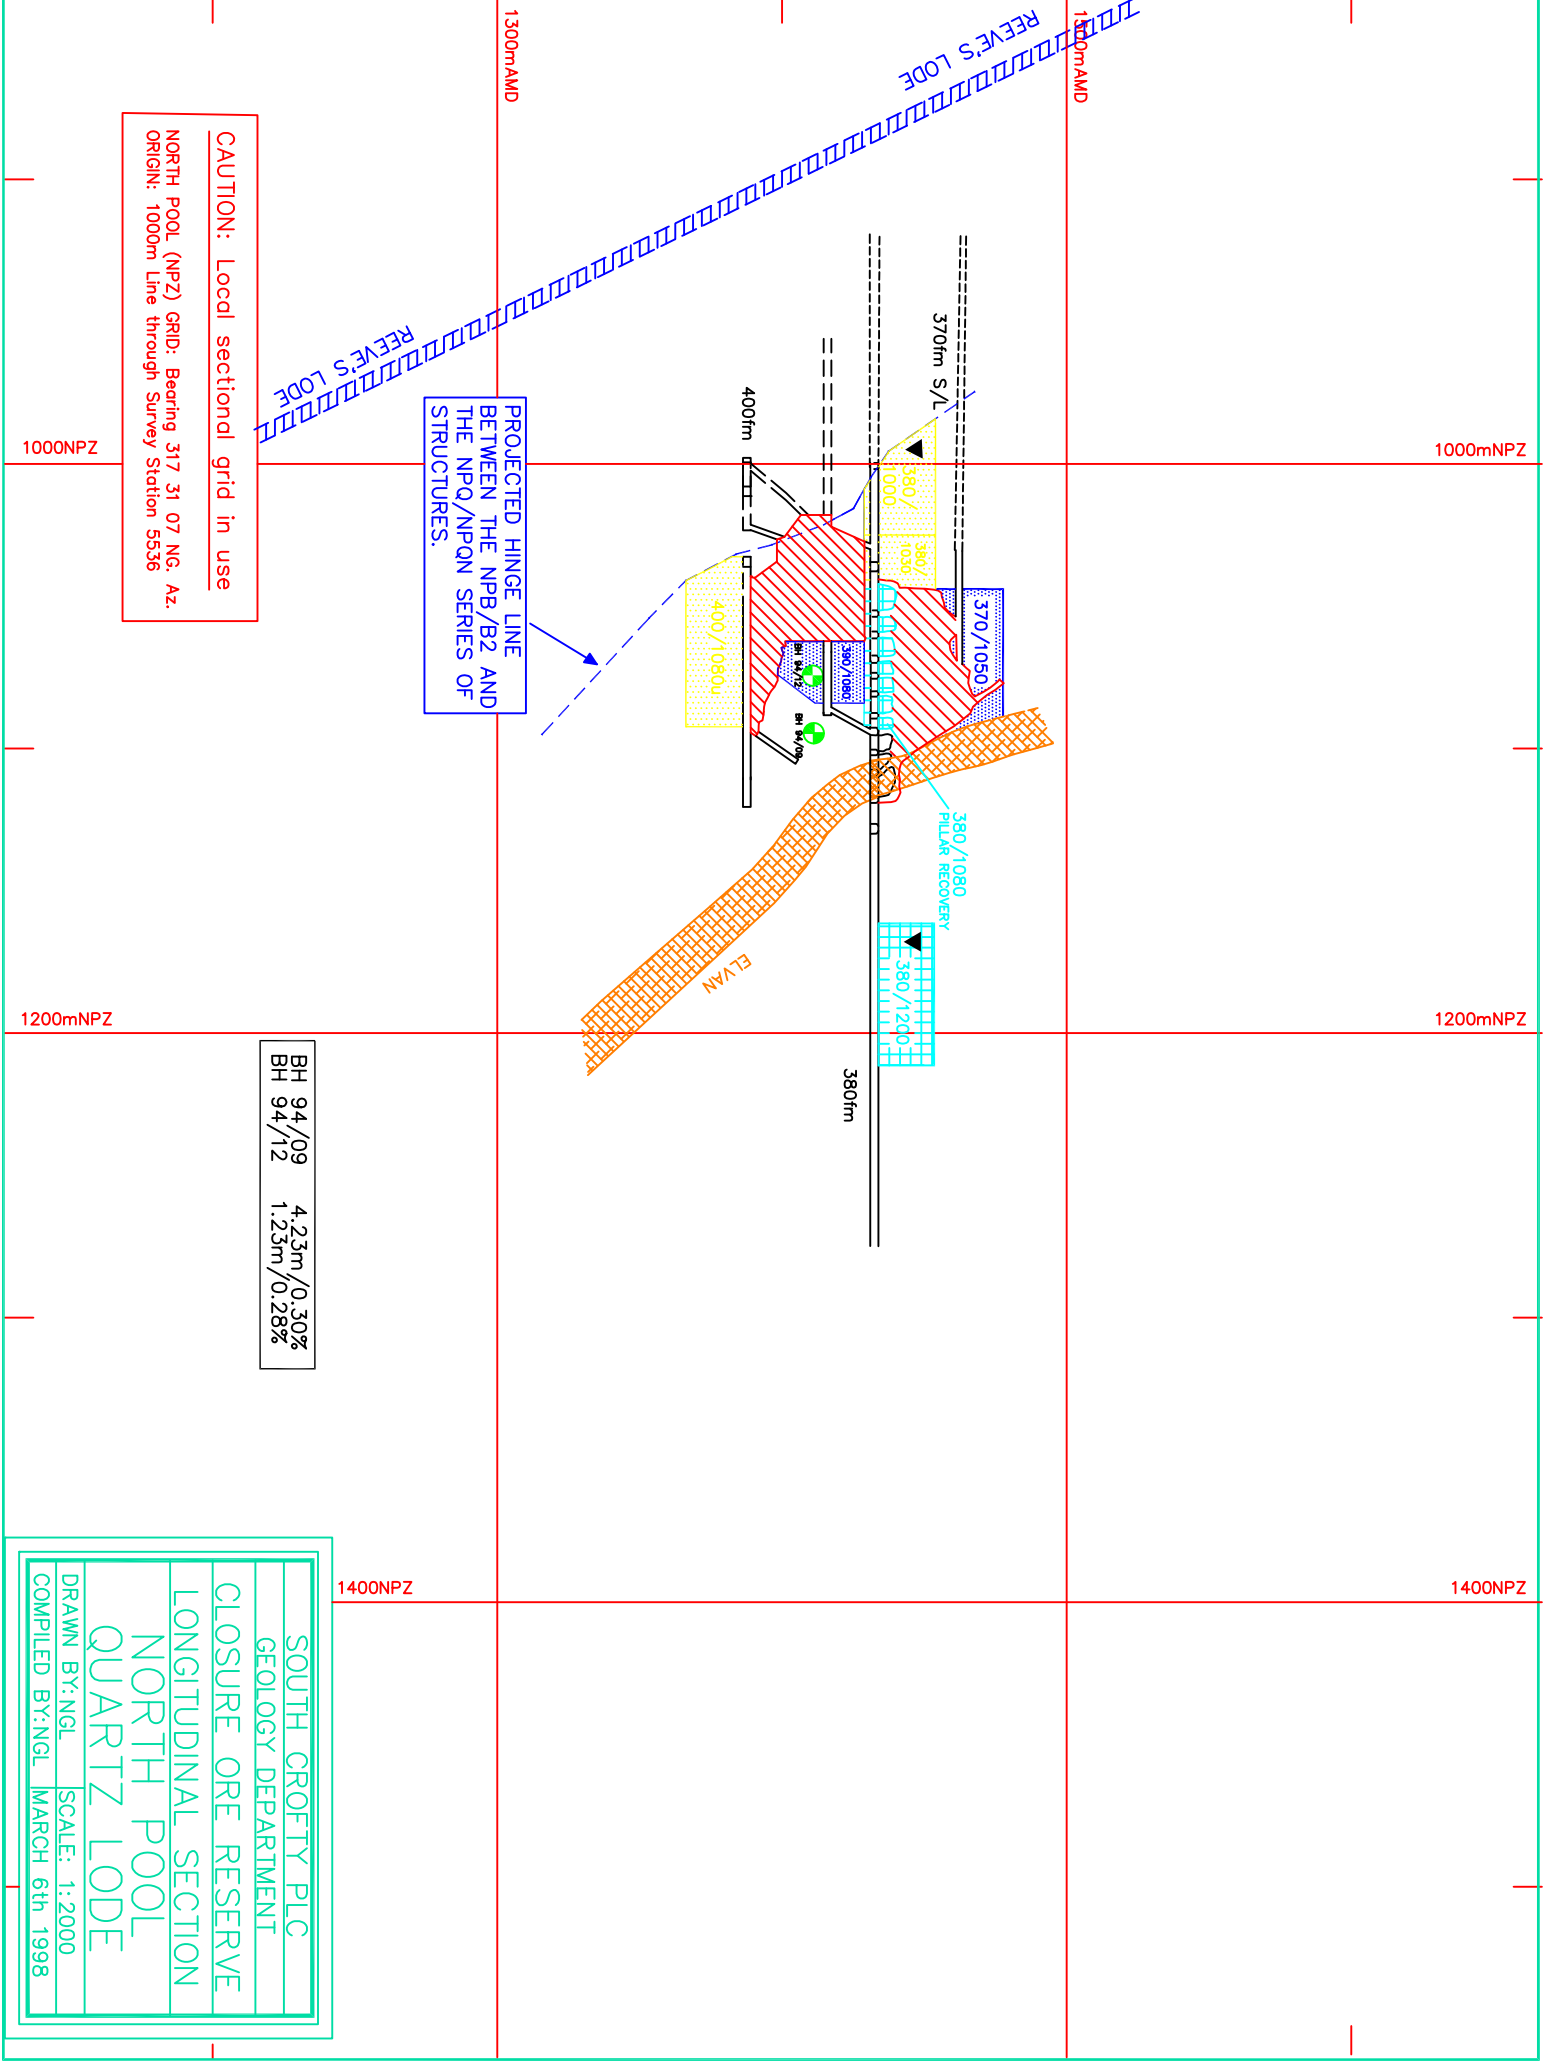 1300mAMD
REEVE'S LODE
REEVE'S LODE
CAUTION: Local sectional grid in use
NORTH POOL (NPZ) GRID: Bearing 317 31 07 NG. Az.
ORIGIN: 1000m Line through Survey Station 5536
1000NPZ
1000mNPZ
370fm S/L
400fm
380/
1000
380/
1030
370/1050
390/1080
BH 94/12
BH 94/09
400/1080u
PROJECTED HINGE LINE
BETWEEN THE NPB/B2 AND
THE NPQ/NPQN SERIES OF
STRUCTURES.
380/1080
PILLAR RECOVERY
380/1200
ELVAN
380fm
1200mNPZ
1200mNPZ
BH 94/09 4.23m/0.30%
BH 94/12 1.23m/0.28%
1400NPZ
1400NPZ
SOUTH CROFTY PLC
GEOLOGY DEPARTMENT
CLOSURE ORE RESERVE
LONGITUDINAL SECTION
NORTH POOL
QUARTZ LODE
DRAWN BY:NGL SCALE: 1:2000
COMPILED BY:NGL MARCH 6th 1998